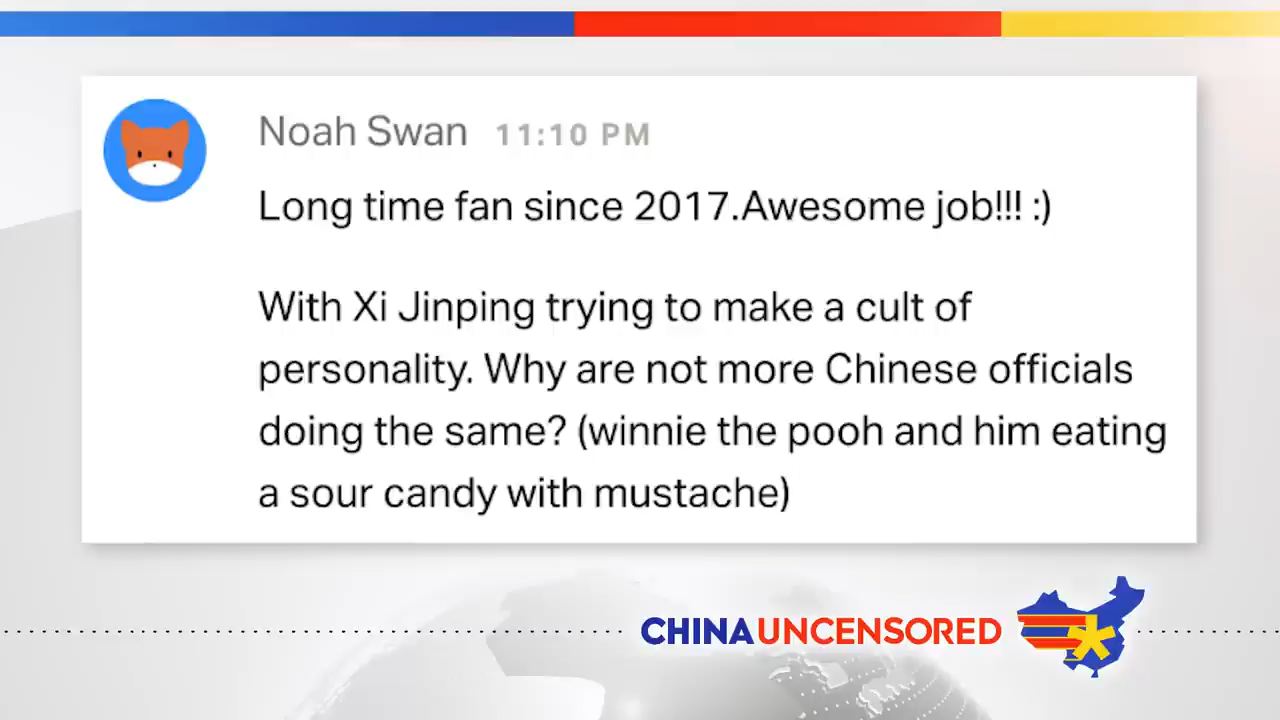 Noah Swan 11:10 PM
Long time fan since 2017.Awesome job!!! :)
With Xi Jinping trying to make a cult of
personality. Why are not more Chinese officials
doing the same? (winnie the pooh and him eating
a sour candy with mustache)
CHINAUNCENSORED